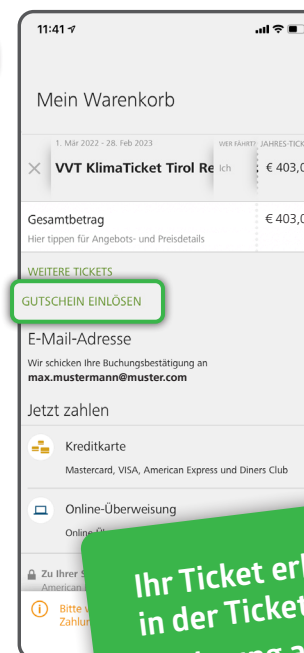 11:41
Mein Warenkorb
1. Mär 2022 - 28. Feb 2023
WER FÄHRT?
VVT KlimaTicket Tirol Re
Ich
€ 403,0
Gesamtbetrag
€ 403,0
Hier tippen für Angebots- und Preisdetails
WEITERE TICKETS
GUTSCHEIN EINLÖSEN
E-Mail-Adresse
Wir schicken Ihre Buchungsbestätigung an
max.mustermann@muster.com
Jetzt zahlen
Kreditkarte
Mastercard, VISA, American Express und Diners Club
Online-Überweisung
Zu Ihrer
American
Bitte
Zahlun
Ihr Ticket
in der Ticket